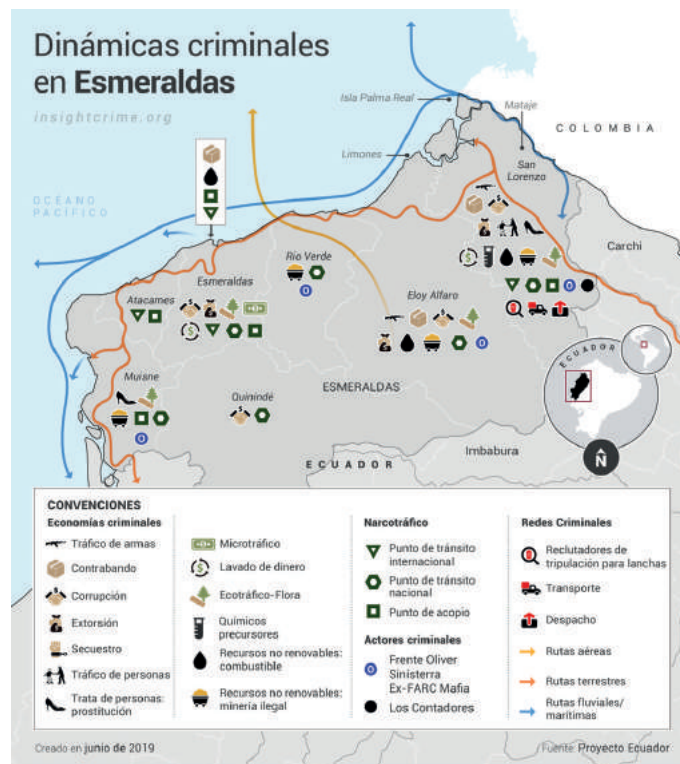 Dinámicas criminales
en Esmeraldas
insightcrime.org
Isla Palma Real
Mataje
COLOMBIA
Limones
San
Lorenzo
OCÉANO
PACÍFICO
Carchi
Río Verde
Esmeraldas
Atacames
Eloy Alfaro
ECUADOR
Muisne
Quinindé
ESMERALDAS
Imbabura
ECUADOR
N
CONVENCIONES
Economías criminales
Tráfico de armas
Contrabando
Corrupción
Extorsión
Secuestro
Tráfico de personas
Trata de personas:
prostitución
Microtráfico
Lavado de dinero
Ecotráfico-Flora
Químicos
precursores
Recursos no renovables:
combustible
Recursos no renovables:
minería ilegal
Narcotráfico
Punto de tránsito
internacional
Punto de tránsito
nacional
Punto de acopio
Actores criminales
Frente Oliver
Sinisterra
Ex-FARC Mafia
Los Contadores
Redes Criminales
Reclutadores de
tripulación para lanchas
Transporte
Despacho
Rutas aéreas
Rutas terrestres
Rutas fluviales/
marítimas
Creado en junio de 2019
Fuente: Proyecto Ecuador